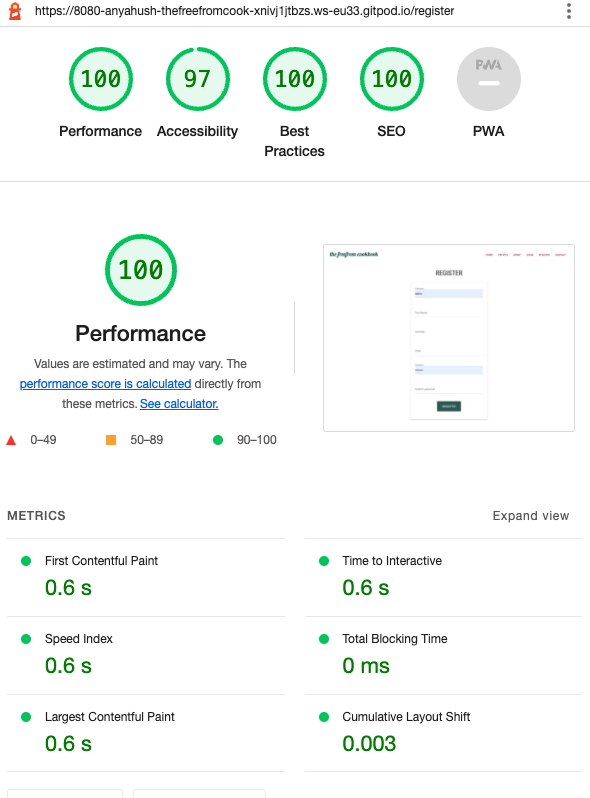 https://8080-anyahush-thefreefromcook-xnivj1jtbzs.ws-eu33.gitpod.io/register
100
97
100
100
PWA
Performance
Accessibility
Best
Practices
SEO
PWA
100
Performance
Values are estimated and may vary. The
performance score is calculated directly from
these metrics. See calculator.
0–49
50–89
90–100
the freefrom cookbook
REGISTER
METRICS
Expand view
First Contentful Paint
0.6 s
Time to Interactive
0.6 s
Speed Index
0.6 s
Total Blocking Time
0 ms
Largest Contentful Paint
0.6 s
Cumulative Layout Shift
0.003